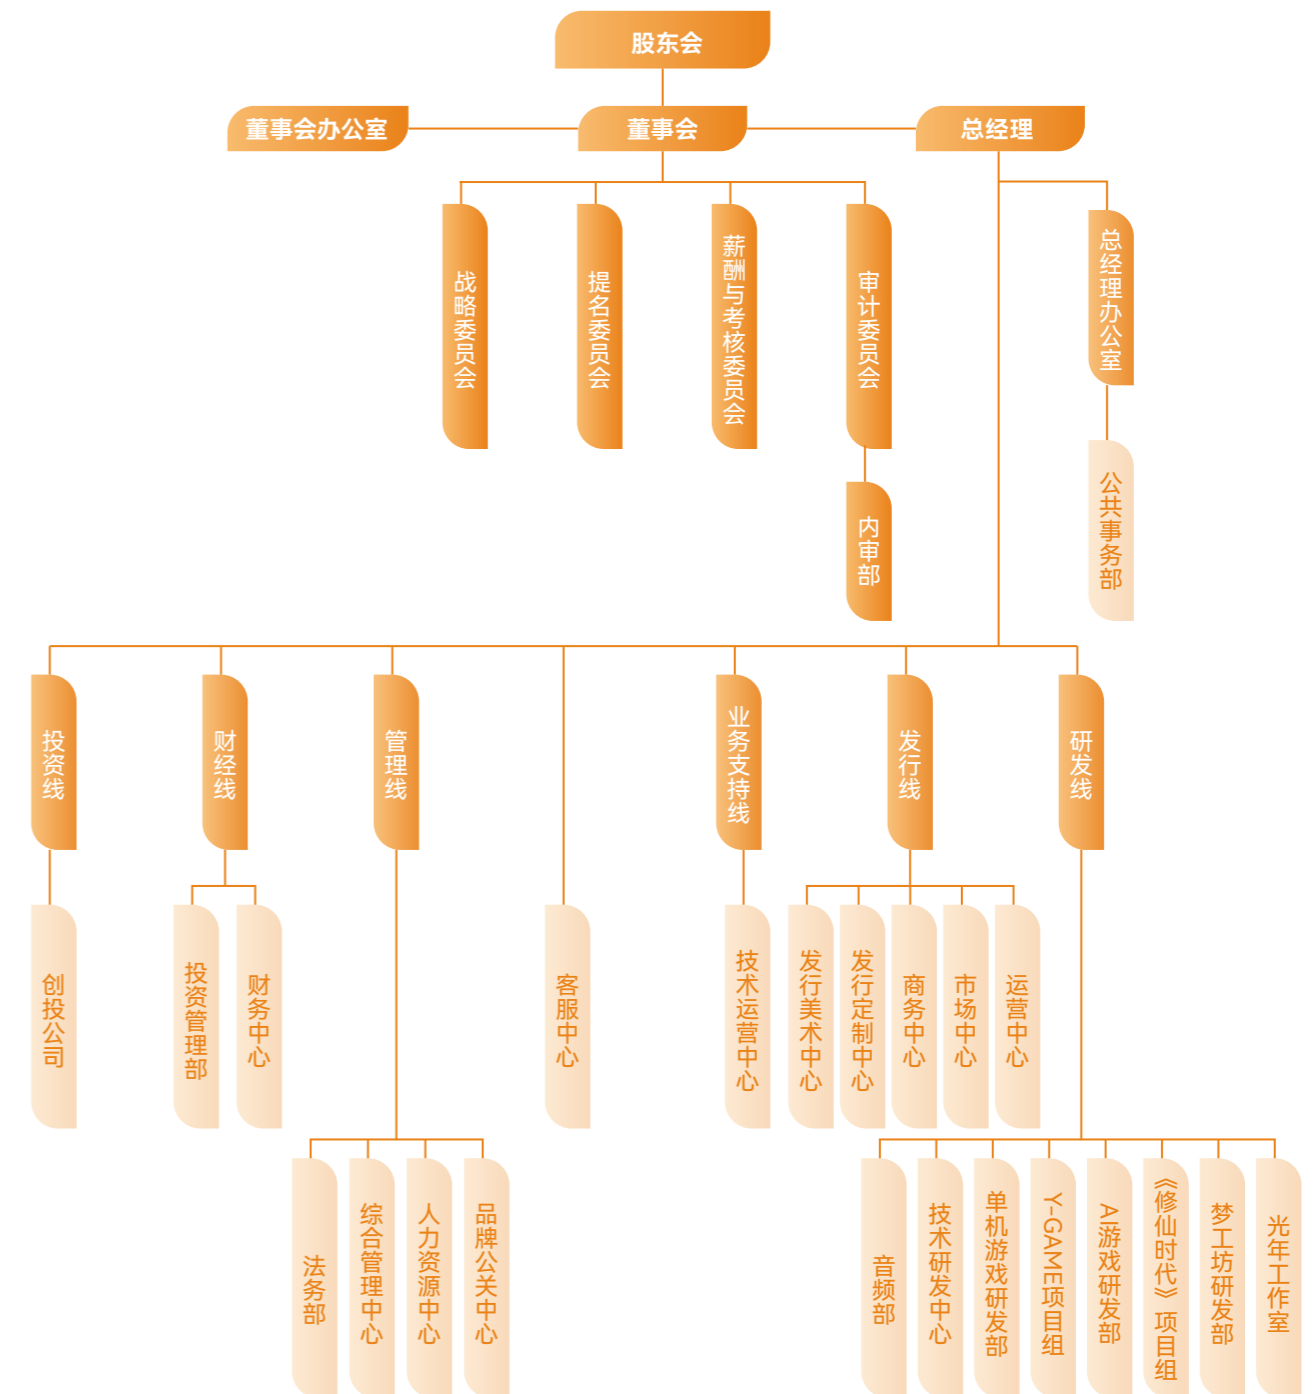 股东会
董事会办公室
董事会
总经理
战略委员会
提名委员会
薪酬与考核委员会
审计委员会
总经理办公室
内审部
公共事务部
投资线
财经线
管理线
业务支持线
发行线
研发线
创投公司
投资管理部
财务中心
客服中心
技术运营中心
发行美术中心
发行定制中心
商务中心
市场中心
运营中心
法务部
综合管理中心
人力资源中心
品牌公关中心
音频部
技术研发中心
单机游戏研发部
Y-GAME项目组
AI游戏研发部
《修仙时代》项目组
梦工坊研发部
光年工作室